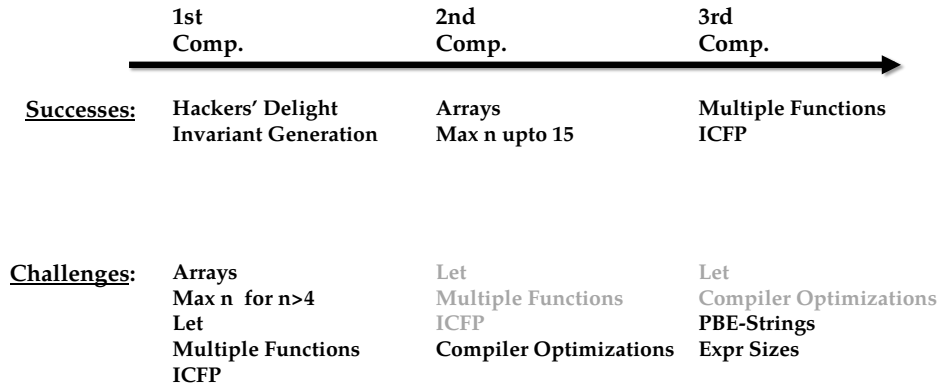 1st 2nd 3rd
Comp. Comp. Comp.
Successes: Hackers’ Delight Arrays Multiple Functions
Invariant Generation Max n upto 15 ICFP
Challenges: Arrays Let Let
Max n for n>4 Multiple Functions Compiler Optimizations
Let ICFP PBE-Strings
Multiple Functions Compiler Optimizations Expr Sizes
ICFP